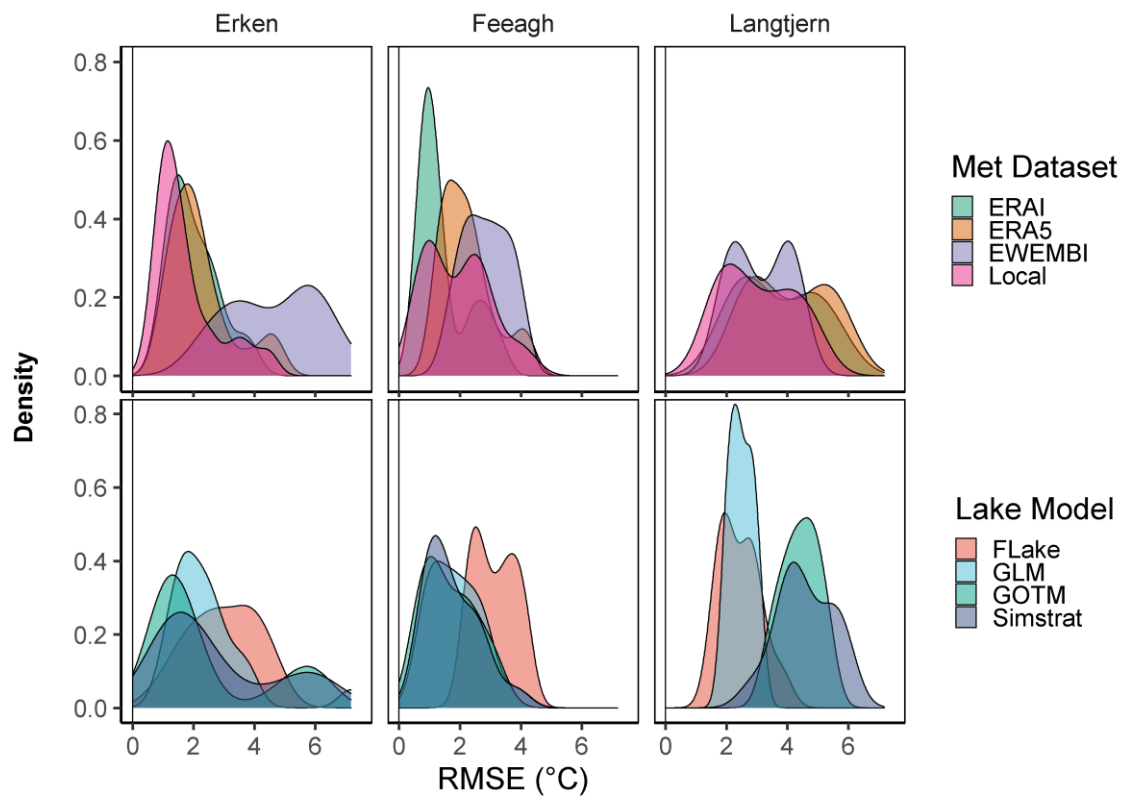 Erken Feeagh Langtjern
0.8
0.6
0.4
0.2
0.0
0.8
0.6
0.4
0.2
0.0
Density
0 2 4 6 0 2 4 6 0 2 4 6
RMSE (°C)
Met Dataset
ERAI
ERA5
EWEMBI
Local
Lake Model
FLake
GLM
GOTM
Simstrat